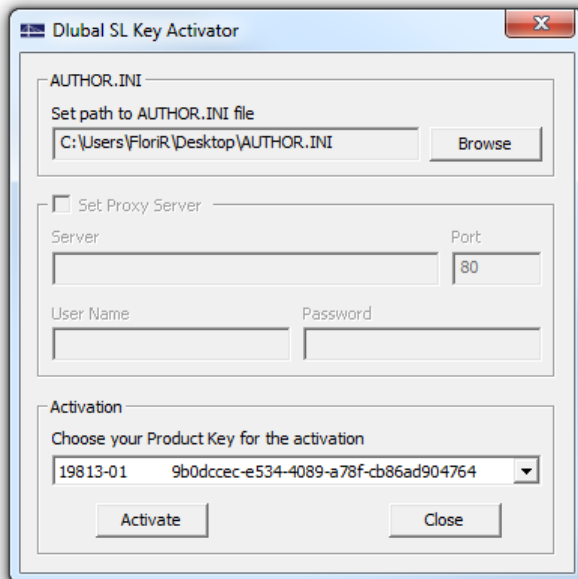 Dlubal SL Key Activator
AUTHOR.INI
Set path to AUTHOR.INI file
C:\Users\FloriR\Desktop\AUTHOR.INI
Browse
Set Proxy Server
Server Port
80
User Name Password
Activation
Choose your Product Key for the activation
19813-01 9b0dccec-e534-4089-a78f-cb86ad904764
Activate Close